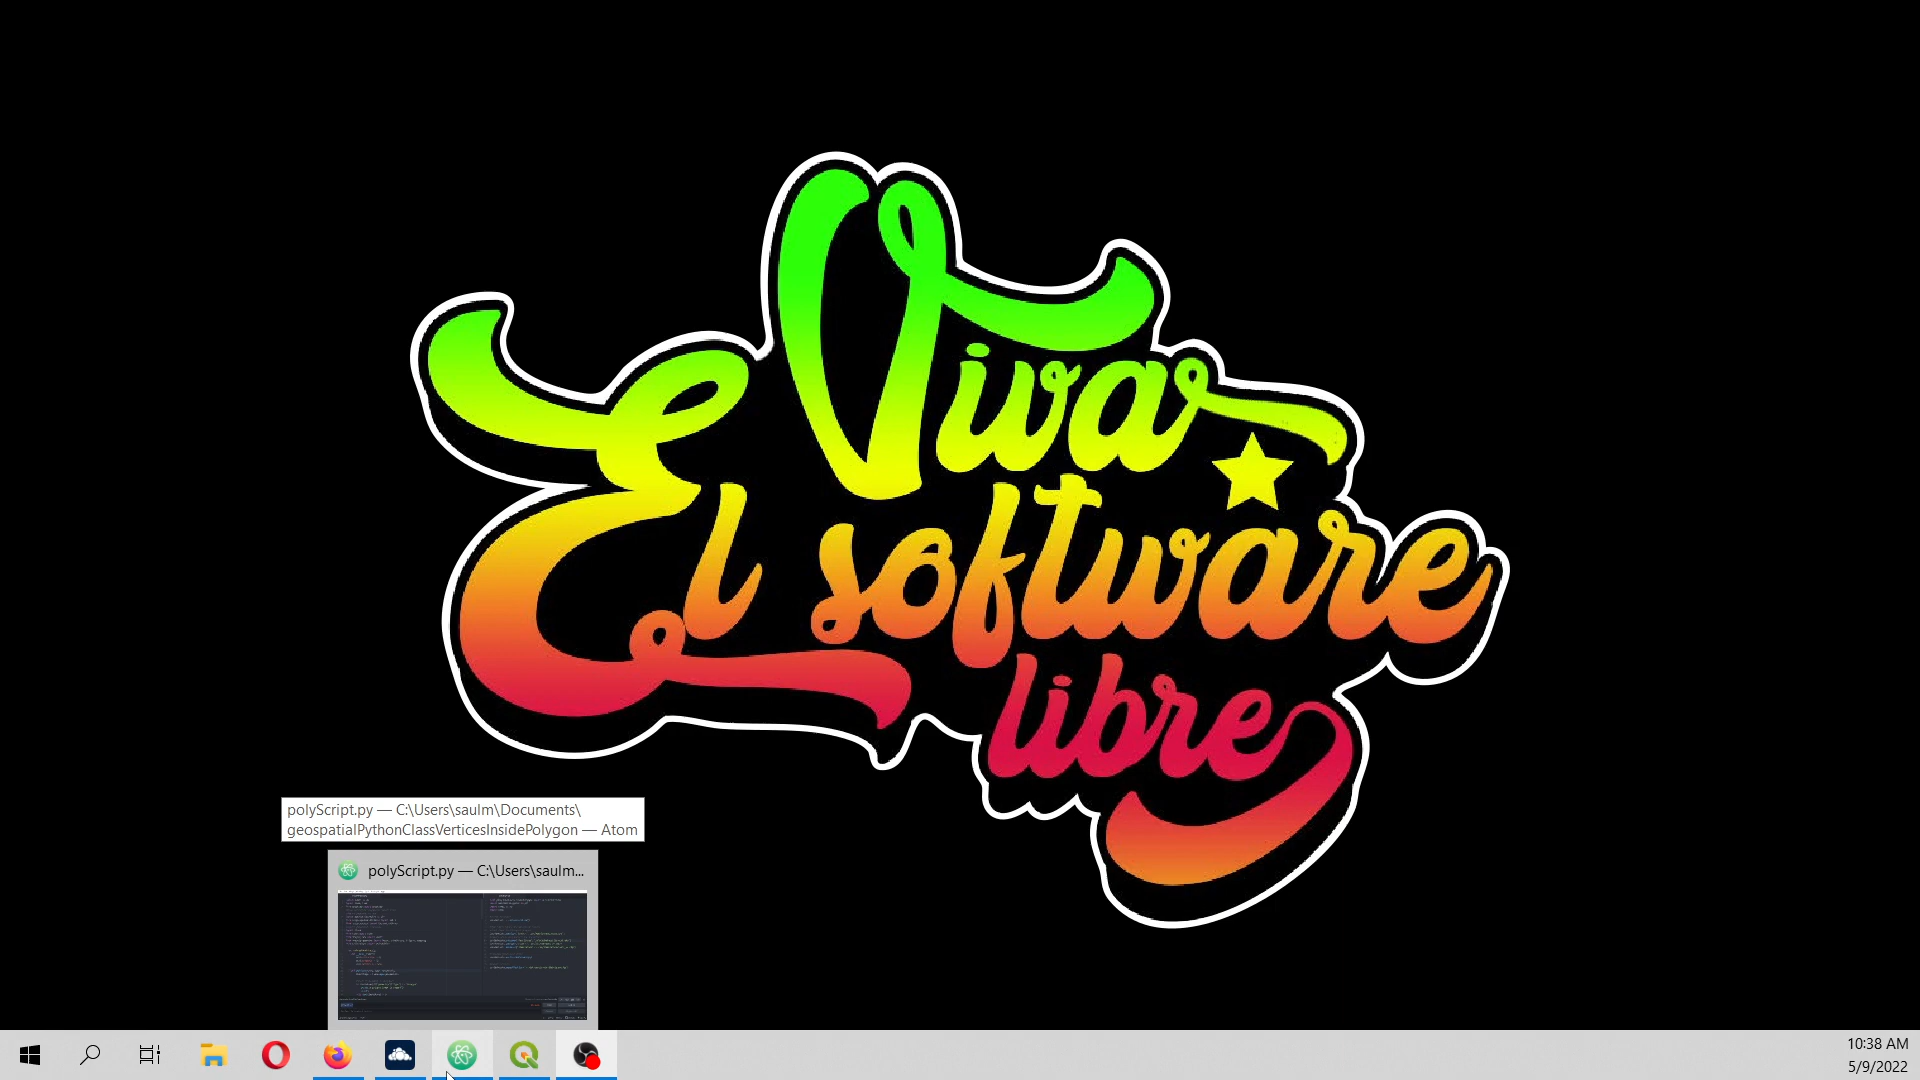 Viva
El software
libre
polyScript.py — C:\Users\saulm\Documents\
geospatialPythonClassVerticesInsidePolygon — Atom
polyScript.py — C:\Users\saulm...
10:38 AM
5/9/2022